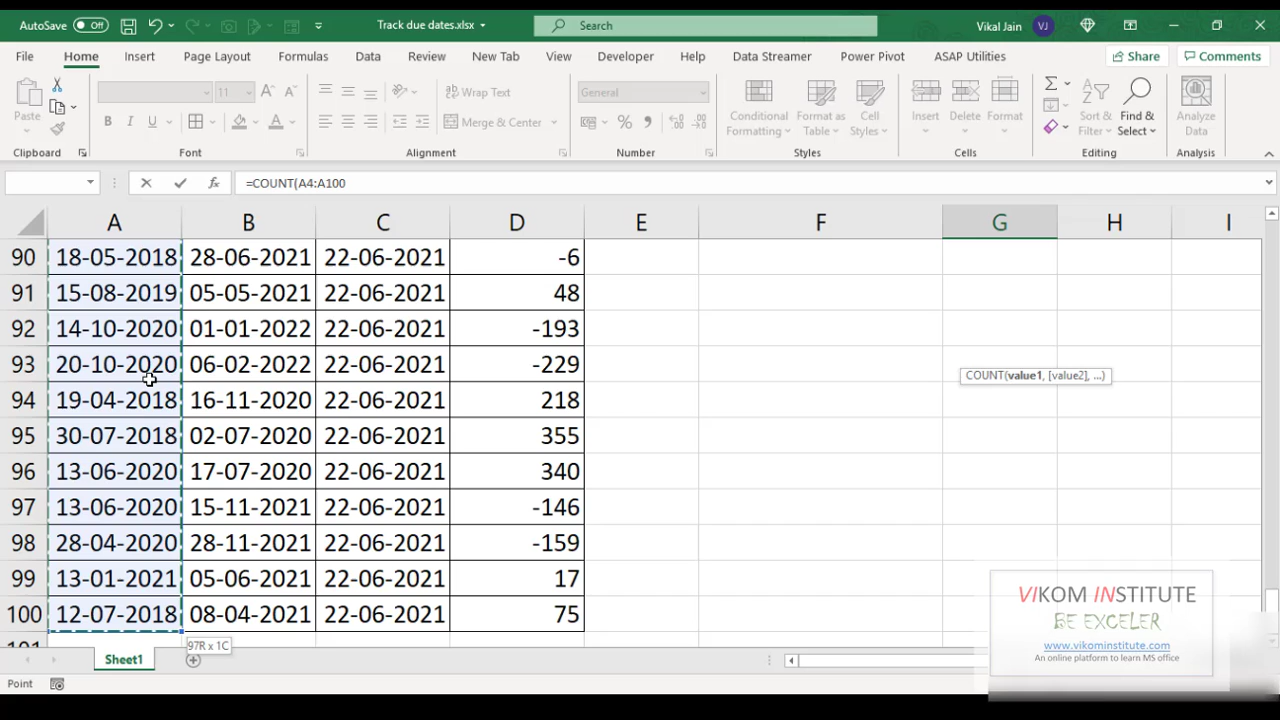 AutoSave Off Track due dates.xlsx Search Vikal Jain VJ
File Home Insert Page Layout Formulas Data Review New Tab View Developer Help Data Streamer Power Pivot ASAP Utilities Share Comments
Paste
11 A A
B I U A
Wrap Text
Merge & Center
General
% ,
Conditional Formatting
Format as Table
Cell Styles
Insert Delete Format
Sort & Filter
Find & Select
Analyze Data
Clipboard Font Alignment Number Styles Cells Editing Analysis
fx =COUNT(A4:A100
A B C D E F G H I
90 18-05-2018 28-06-2021 22-06-2021 -6
91 15-08-2019 05-05-2021 22-06-2021 48
92 14-10-2020 01-01-2022 22-06-2021 -193
93 20-10-2020 06-02-2022 22-06-2021 -229
COUNT(value1, [value2], ...)
94 19-04-2018 16-11-2020 22-06-2021 218
95 30-07-2018 02-07-2020 22-06-2021 355
96 13-06-2020 17-07-2020 22-06-2021 340
97 13-06-2020 15-11-2021 22-06-2021 -146
98 28-04-2020 28-11-2021 22-06-2021 -159
99 13-01-2021 05-06-2021 22-06-2021 17
100 12-07-2018 08-04-2021 22-06-2021 75
101
97R x 1C
VIKOM INSTITUTE
BE EXCELER
www.vikominstitute.com
An online platform to learn MS office
Sheet1
Point